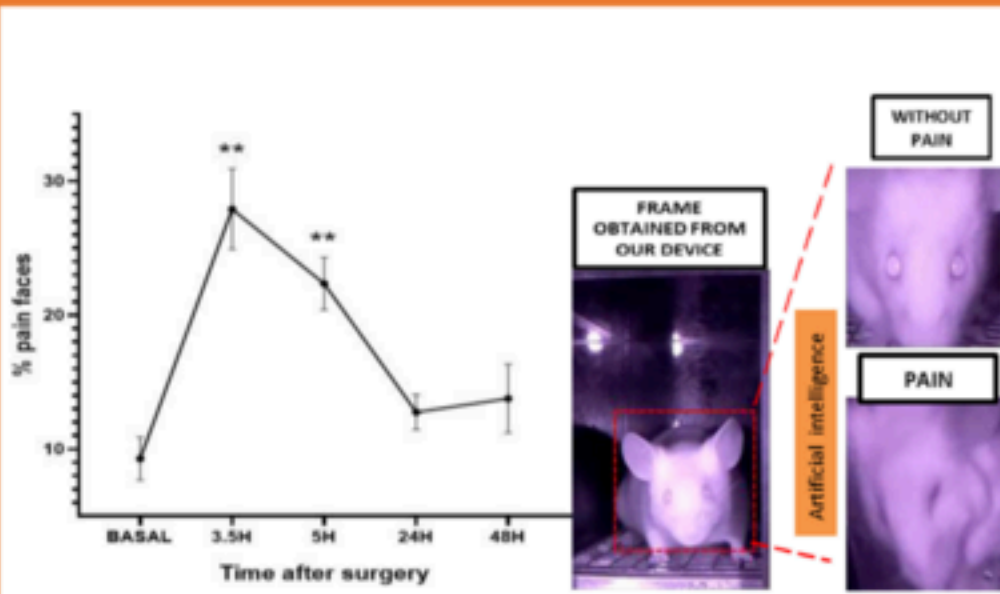 % pain faces
30
20
10
**
**
BASAL
3.5H
5H
24H
48H
Time after surgery
FRAME
OBTAINED FROM
OUR DEVICE
Artificial intelligence
WITHOUT
PAIN
PAIN